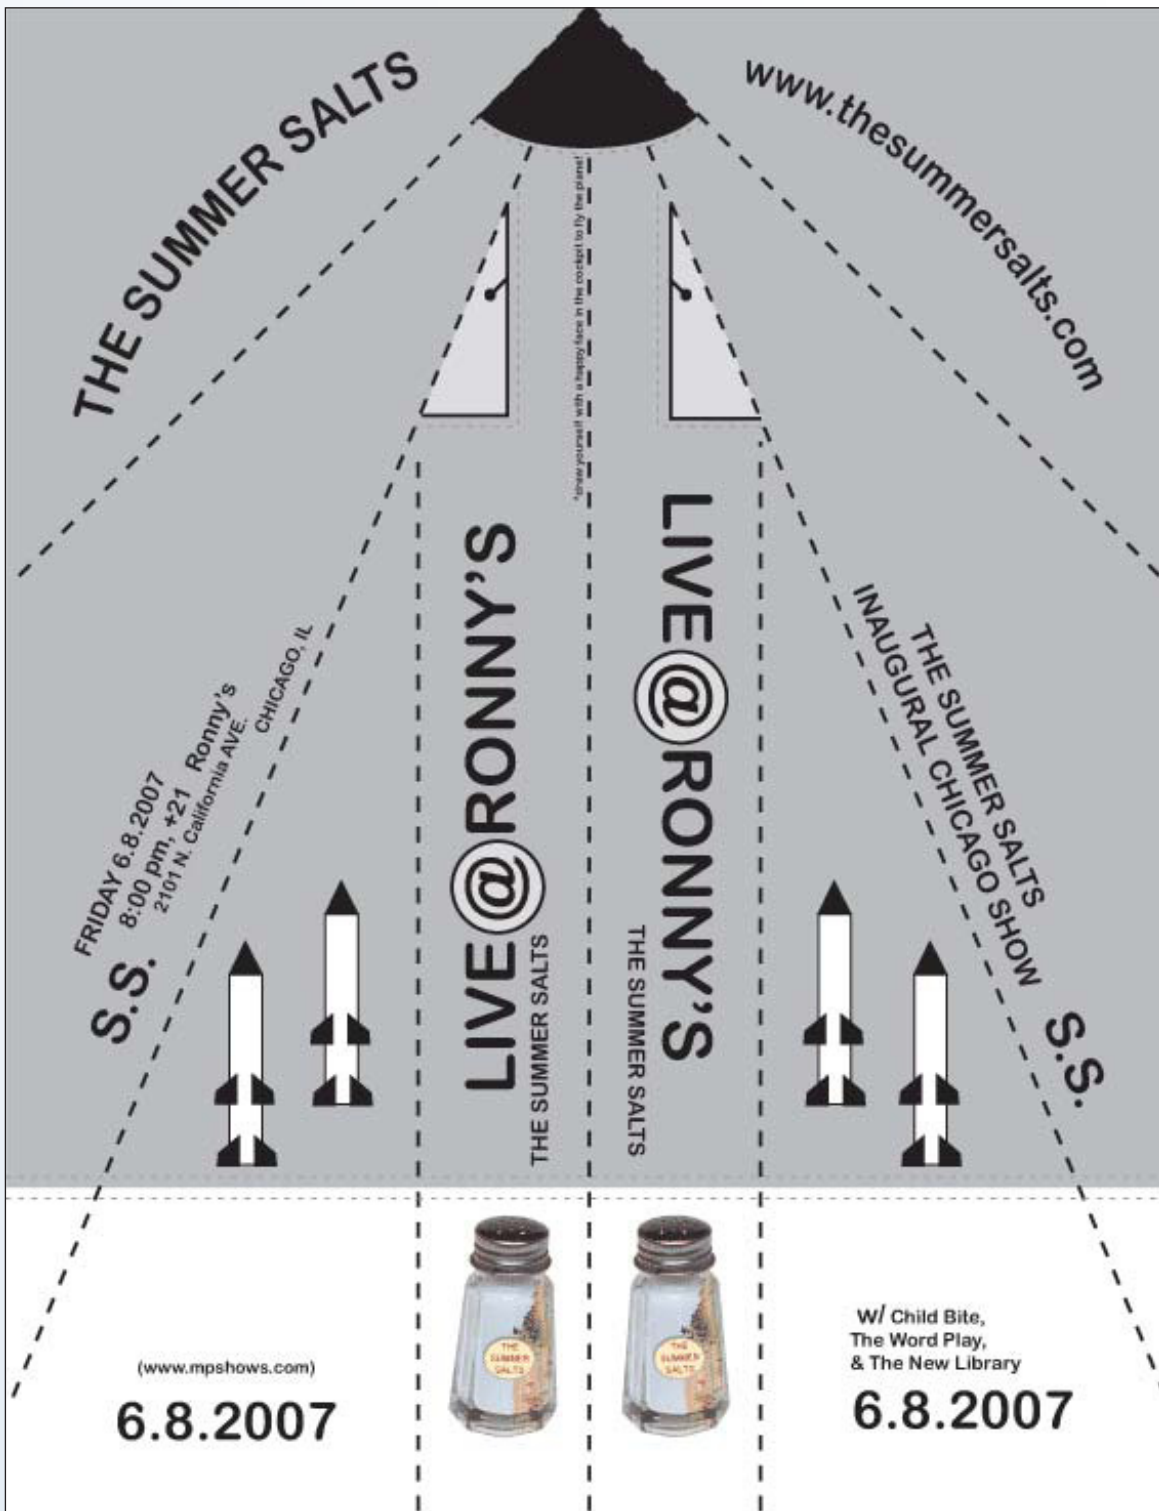 THE SUMMER SALTS
www.thesummersalts.com
*draw yourself with a happy face in the cockpit to fly the plane!
LIVE@RONNY'S
THE SUMMER SALTS
LIVE@RONNY'S
THE SUMMER SALTS
FRIDAY 6.8.2007
8:00 pm, +21 Ronny's
2101 N. California AVE. CHICAGO, IL
S.S.
THE SUMMER SALTS
INAUGURAL CHICAGO SHOW
S.S.
THE
SUMMER
SALTS
THE
SUMMER
SALTS
(www.mpshows.com)
6.8.2007
W/ Child Bite,
The Word Play,
& The New Library
6.8.2007